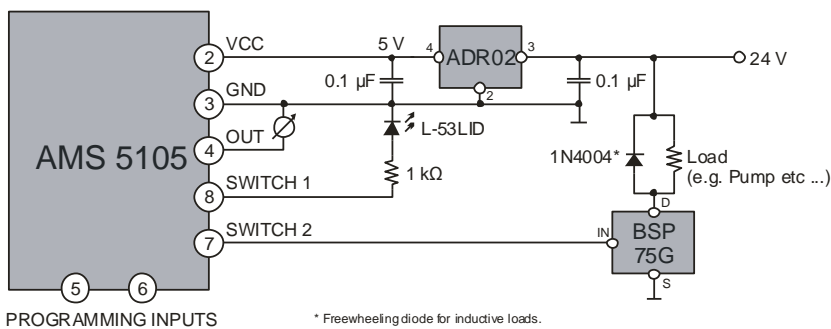 AMS 5105
2
VCC
5 V
4
ADR02
3
24 V
0.1 µF
2
0.1 µF
3
GND
4
OUT
L-53LID
1 kΩ
8
SWITCH 1
1N4004*
Load
(e.g. Pump etc ...)
7
SWITCH 2
IN
D
BSP
75G
S
5
6
PROGRAMMING INPUTS
* Freewheeling diode for inductive loads.